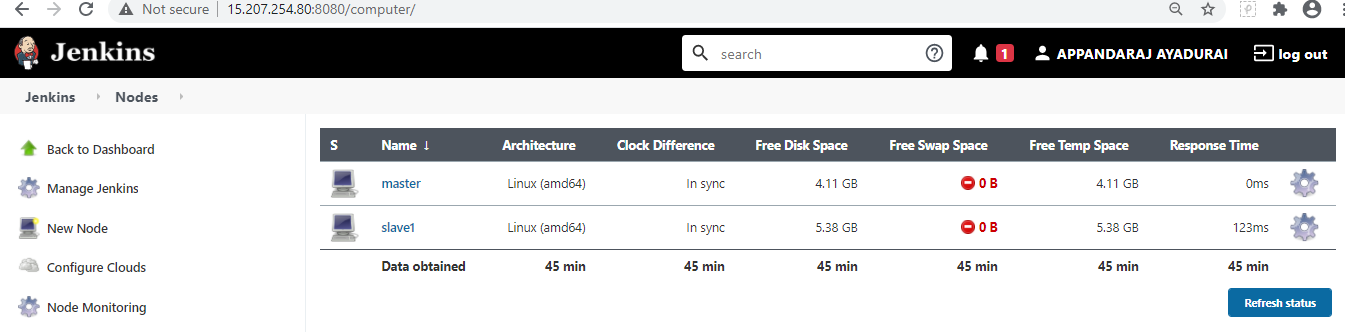 Not secure | 15.207.254.80:8080/computer/
Jenkins search 1 APPANDARAJ AYADURAI log out
Jenkins Nodes
Back to Dashboard
Manage Jenkins
New Node
Configure Clouds
Node Monitoring
S Name ↓ Architecture Clock Difference Free Disk Space Free Swap Space Free Temp Space Response Time
master Linux (amd64) In sync 4.11 GB 0 B 4.11 GB 0ms
slave1 Linux (amd64) In sync 5.38 GB 0 B 5.38 GB 123ms
Data obtained 45 min 45 min 45 min 45 min 45 min 45 min
Refresh status